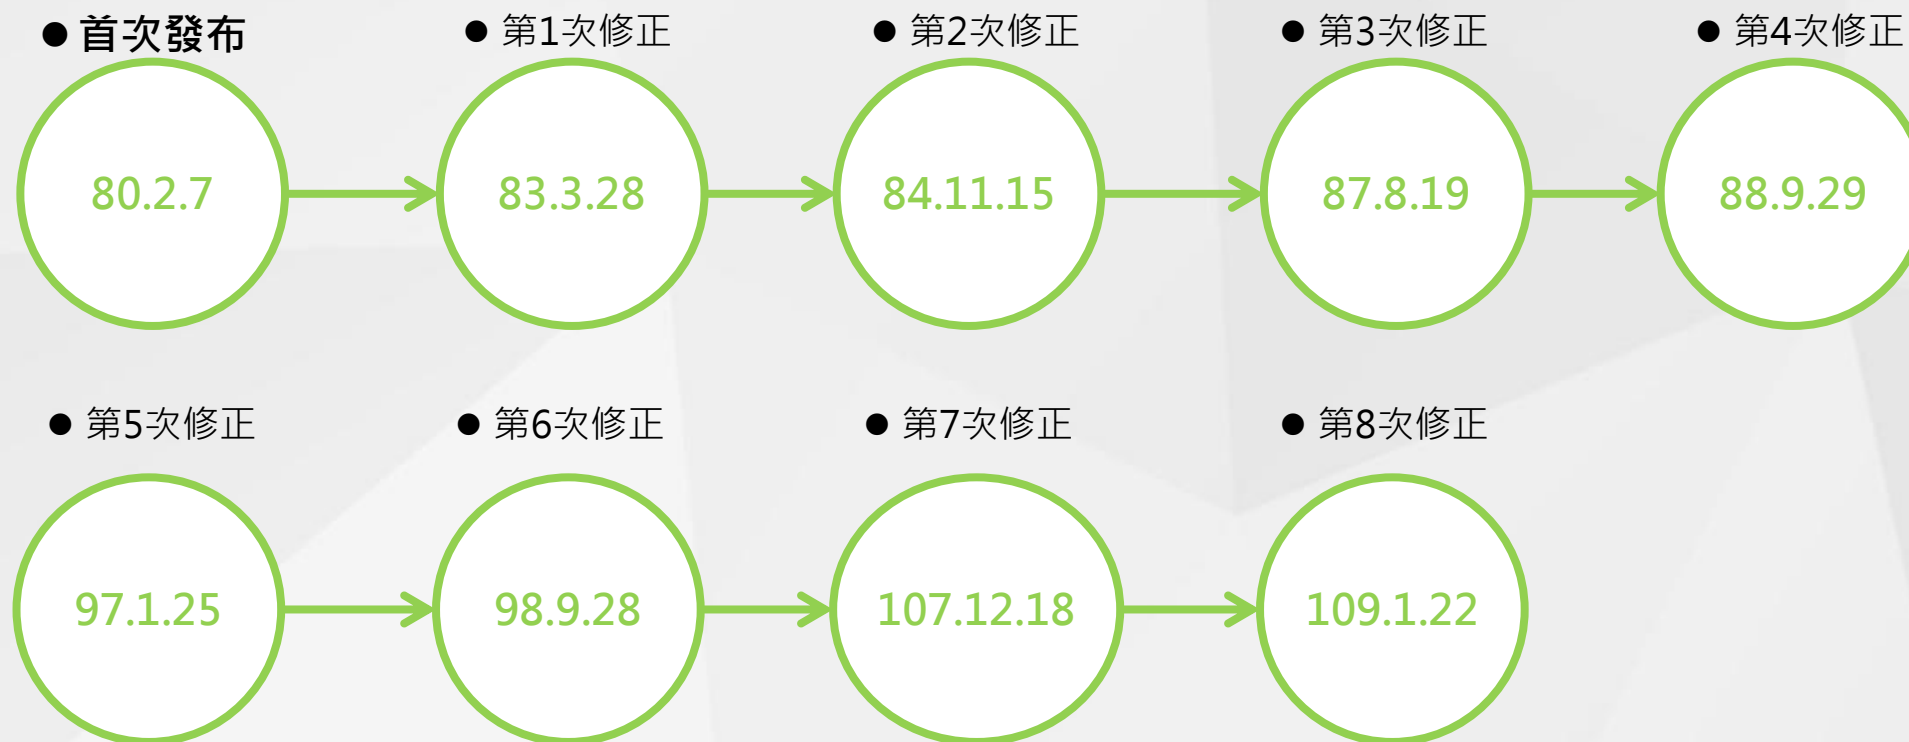 ● 首次發布
● 第1次修正
● 第2次修正
● 第3次修正
● 第4次修正
80.2.7
83.3.28
84.11.15
87.8.19
88.9.29
● 第5次修正
● 第6次修正
● 第7次修正
● 第8次修正
97.1.25
98.9.28
107.12.18
109.1.22